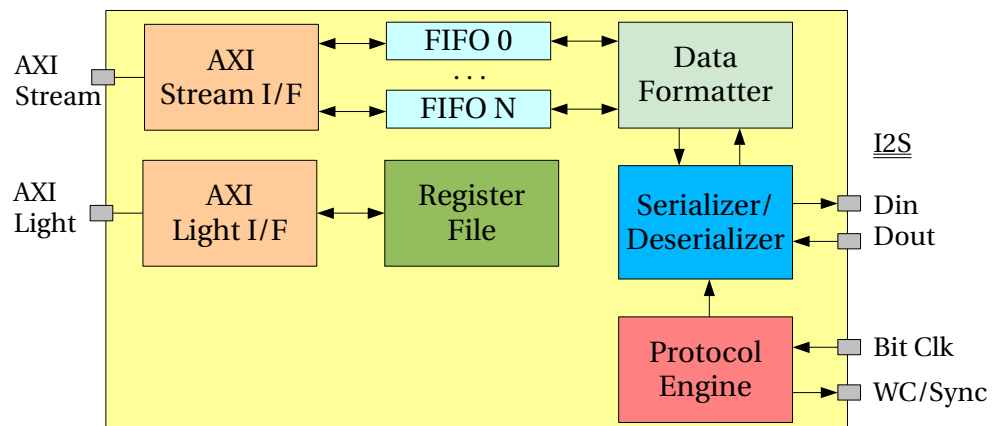 AXI
Stream
AXI
Stream I/F
FIFO 0
...
FIFO N
Data
Formatter
I2S
AXI
Light
AXI
Light I/F
Register
File
Serializer/
Deserializer
Din
Dout
Protocol
Engine
Bit Clk
WC/Sync